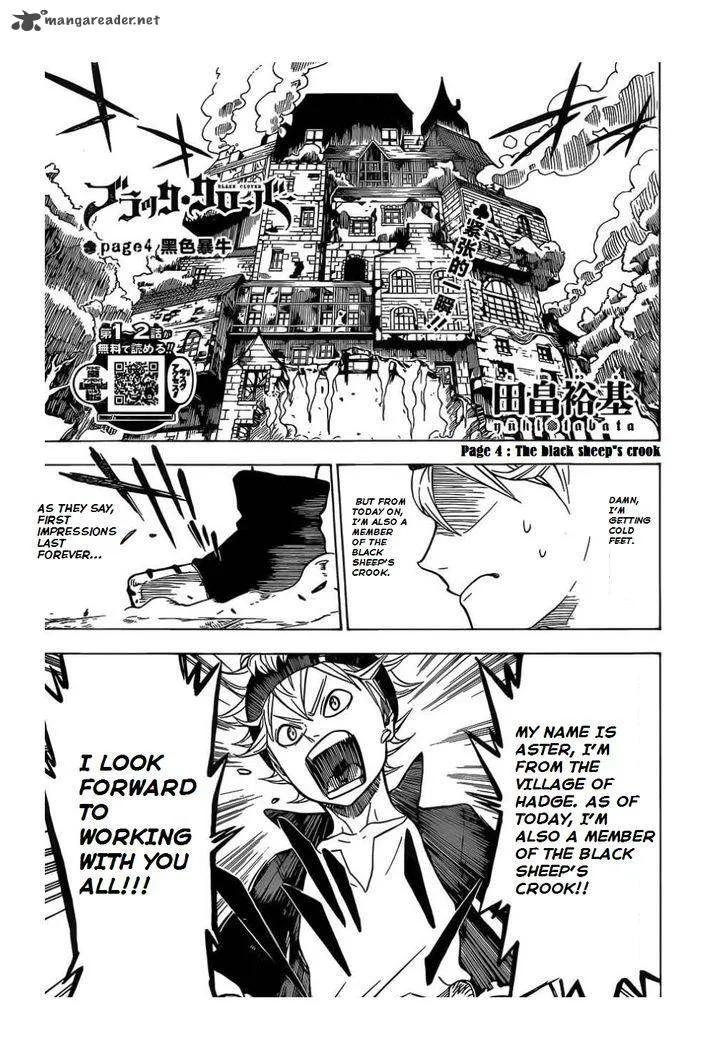 mangareader.net
BLACK CLOVER
ブラック・クローバー
page4 黑色暴牛
紧张的一瞬!!
第1〜2話が
無料で読める!!
田畠裕基
yûki tabata
Page 4 : The black sheep"s crook
DAMN,
I'M
GETTING
COLD
FEET.
BUT FROM
TODAY ON,
I'M ALSO A
MEMBER
OF THE
BLACK
SHEEP'S
CROOK.
AS THEY SAY,
FIRST
IMPRESSIONS
LAST
FOREVER...
MY NAME IS
ASTER, I'M
FROM THE
VILLAGE OF
HADGE. AS OF
TODAY, I'M
ALSO A MEMBER
OF THE BLACK
SHEEP'S
CROOK!!
I LOOK
FORWARD
TO
WORKING
WITH YOU
ALL!!!